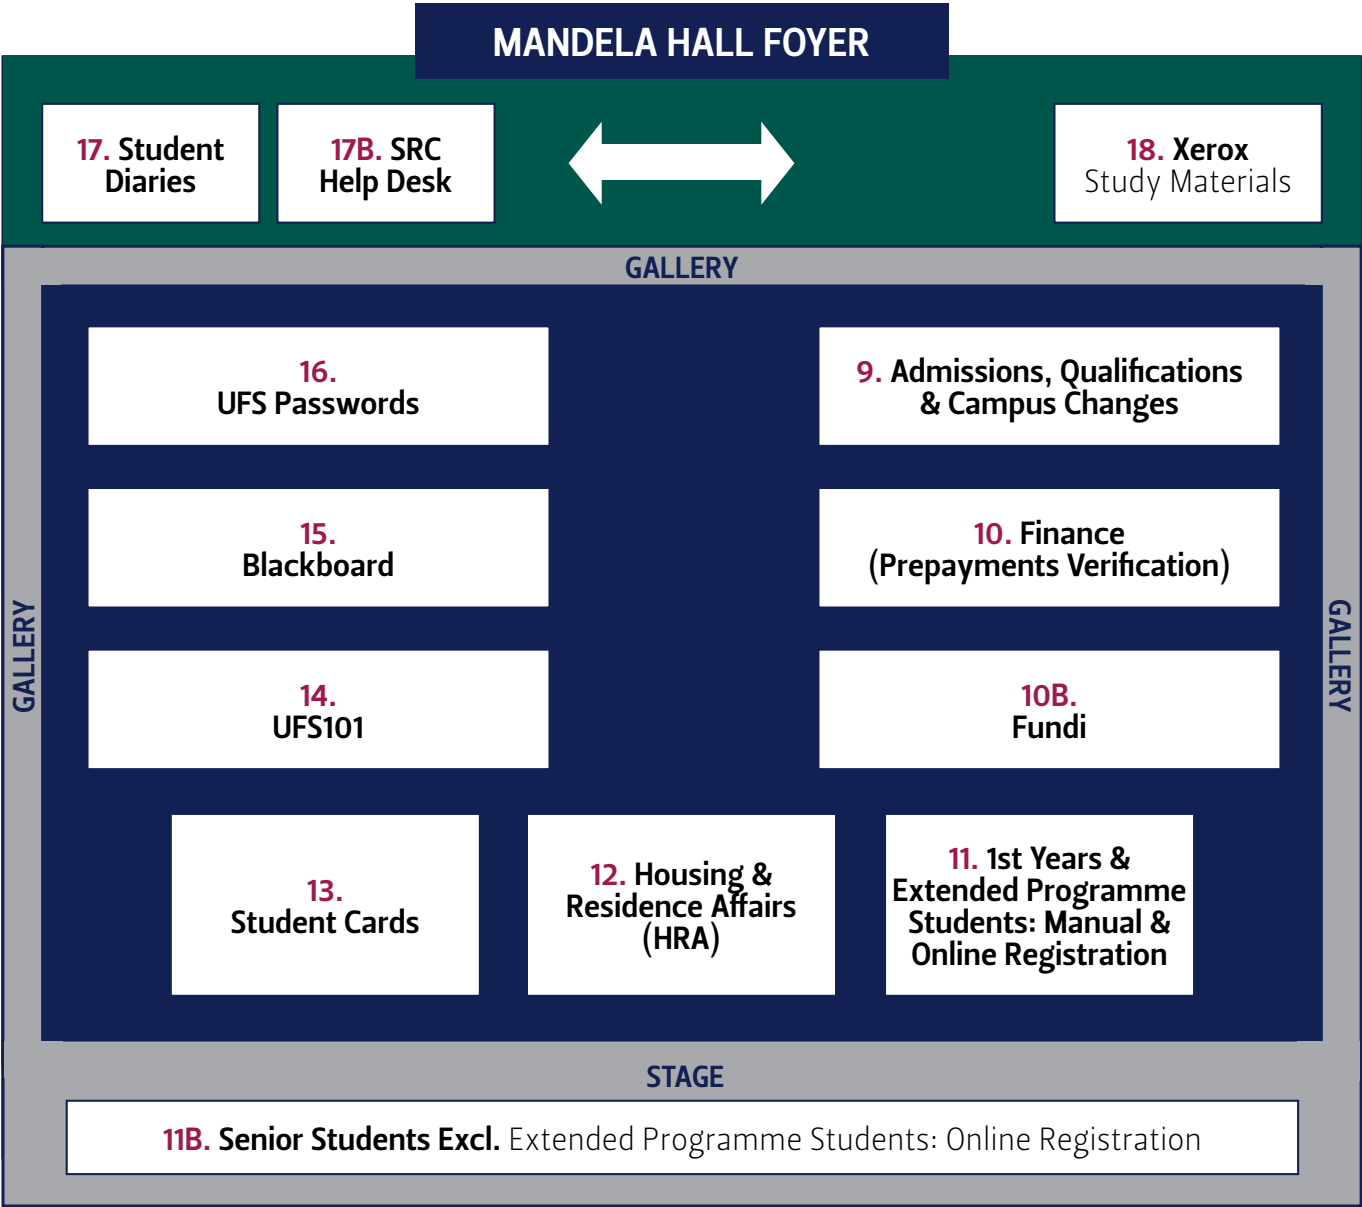 MANDELA HALL FOYER
17. Student
Diaries
17B. SRC
Help Desk
18. Xerox
Study Materials
GALLERY
16.
UFS Passwords
9. Admissions, Qualifications
& Campus Changes
15.
Blackboard
10. Finance
(Prepayments Verification)
GALLERY
GALLERY
14.
UFS101
10B.
Fundi
13.
Student Cards
12. Housing &
Residence Affairs
(HRA)
11. 1st Years &
Extended Programme
Students: Manual &
Online Registration
STAGE
11B. Senior Students Excl. Extended Programme Students: Online Registration